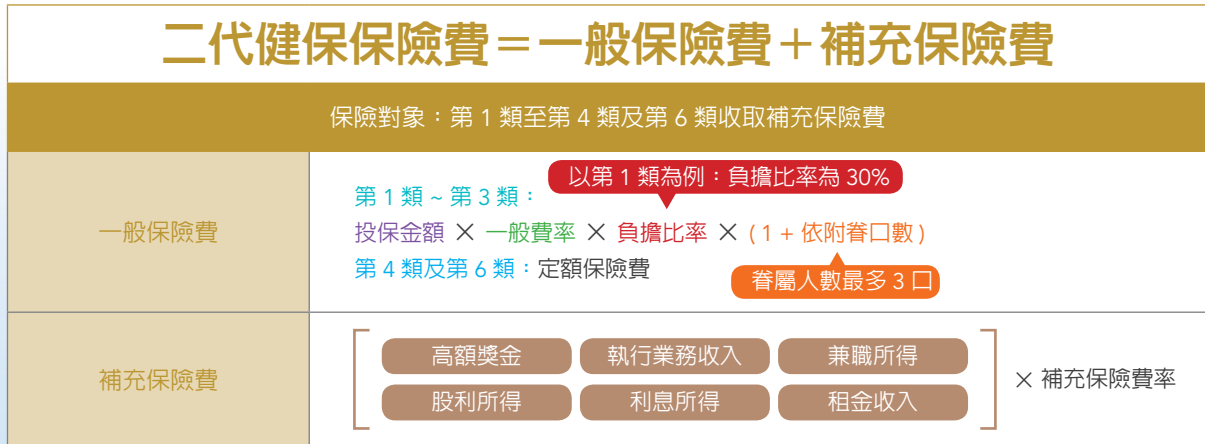 二代健保保險費＝一般保險費＋補充保險費
保險對象：第 1 類至第 4 類及第 6 類收取補充保險費
一般保險費
以第 1 類為例：負擔比率為 30%
第 1 類 ~ 第 3 類：
投保金額 × 一般費率 × 負擔比率 × ( 1 + 依附眷口數 )
第 4 類及第 6 類：定額保險費
眷屬人數最多 3 口
補充保險費
高額獎金 執行業務收入 兼職所得
股利所得 利息所得 租金收入
× 補充保險費率